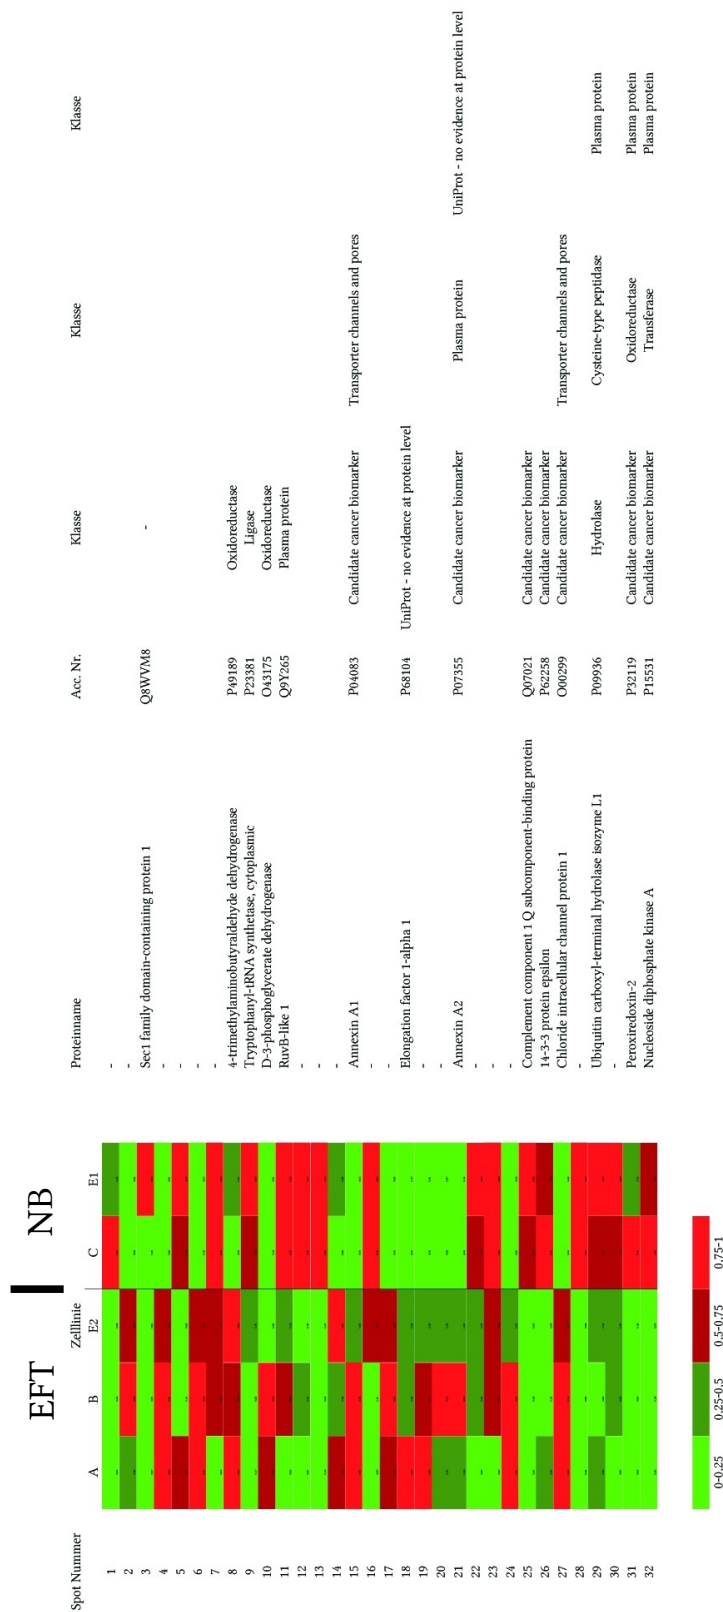 EFT NB
Zelllinie
Spot Nummer A B E2 C E1 Proteinname Acc. Nr. Klasse Klasse Klasse
1 -
2 -
3 Sec1 family domain-containing protein 1 Q8WVM8 -
4 -
5 -
6 -
7 -
8 4-trimethylaminobutyraldehyde dehydrogenase P49189 Oxidoreductase
9 Tryptophanyl-tRNA synthetase, cytoplasmic P23381 Ligase
10 D-3-phosphoglycerate dehydrogenase O43175 Oxidoreductase
11 RuvB-like 1 Q9Y265 Plasma protein
12 -
13 -
14 -
15 Annexin A1 P04083 Candidate cancer biomarker Transporter channels and pores
16 -
17 -
18 Elongation factor 1-alpha 1 P68104 UniProt - no evidence at protein level
19 -
20 -
21 Annexin A2 P07355 Candidate cancer biomarker Plasma protein UniProt - no evidence at protein level
22 -
23 -
24 -
25 Complement component 1 Q subcomponent-binding protein Q07021 Candidate cancer biomarker
26 14-3-3 protein epsilon P62258 Candidate cancer biomarker
27 Chloride intracellular channel protein 1 O00299 Candidate cancer biomarker Transporter channels and pores
28 -
29 Ubiquitin carboxyl-terminal hydrolase isozyme L1 P09936 Hydrolase Cysteine-type peptidase Plasma protein
30 -
31 Peroxiredoxin-2 P32119 Candidate cancer biomarker Oxidoreductase Plasma protein
32 Nucleoside diphosphate kinase A P15531 Candidate cancer biomarker Transferase Plasma protein
0-0.25 0.25-0.5 0.5-0.75 0.75-1